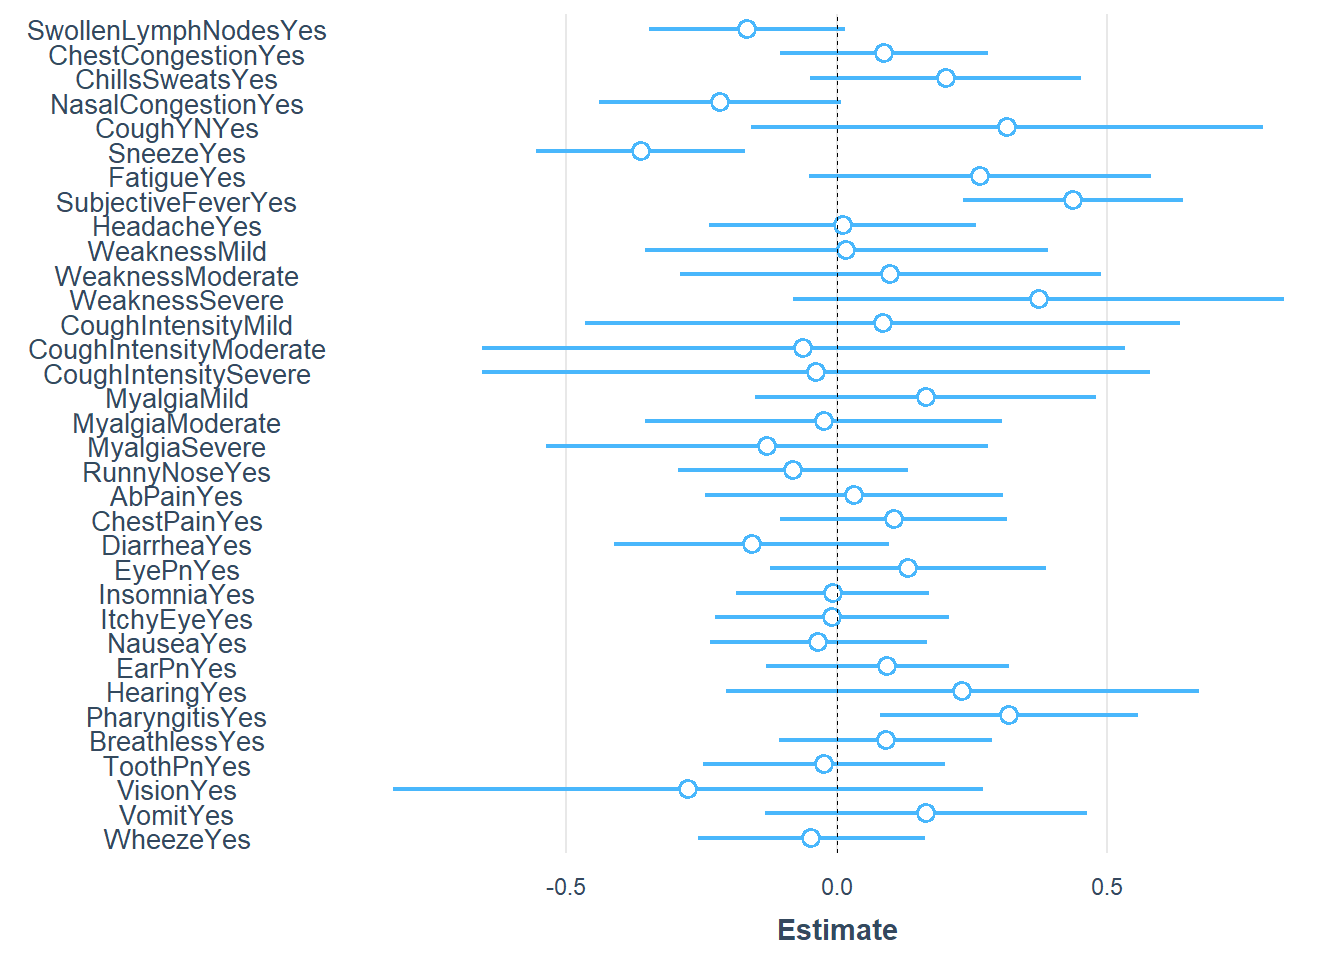 SwollenLymphNodesYes
ChestCongestionYes
ChillsSweatsYes
NasalCongestionYes
CoughYNYes
SneezeYes
FatigueYes
SubjectiveFeverYes
HeadacheYes
WeaknessMild
WeaknessModerate
WeaknessSevere
CoughIntensityMild
CoughIntensityModerate
CoughIntensitySevere
MyalgiaMild
MyalgiaModerate
MyalgiaSevere
RunnyNoseYes
AbPainYes
ChestPainYes
DiarrheaYes
EyePnYes
InsomniaYes
ItchyEyeYes
NauseaYes
EarPnYes
HearingYes
PharyngitisYes
BreathlessYes
ToothPnYes
VisionYes
VomitYes
WheezeYes
-0.5 0.0 0.5
Estimate